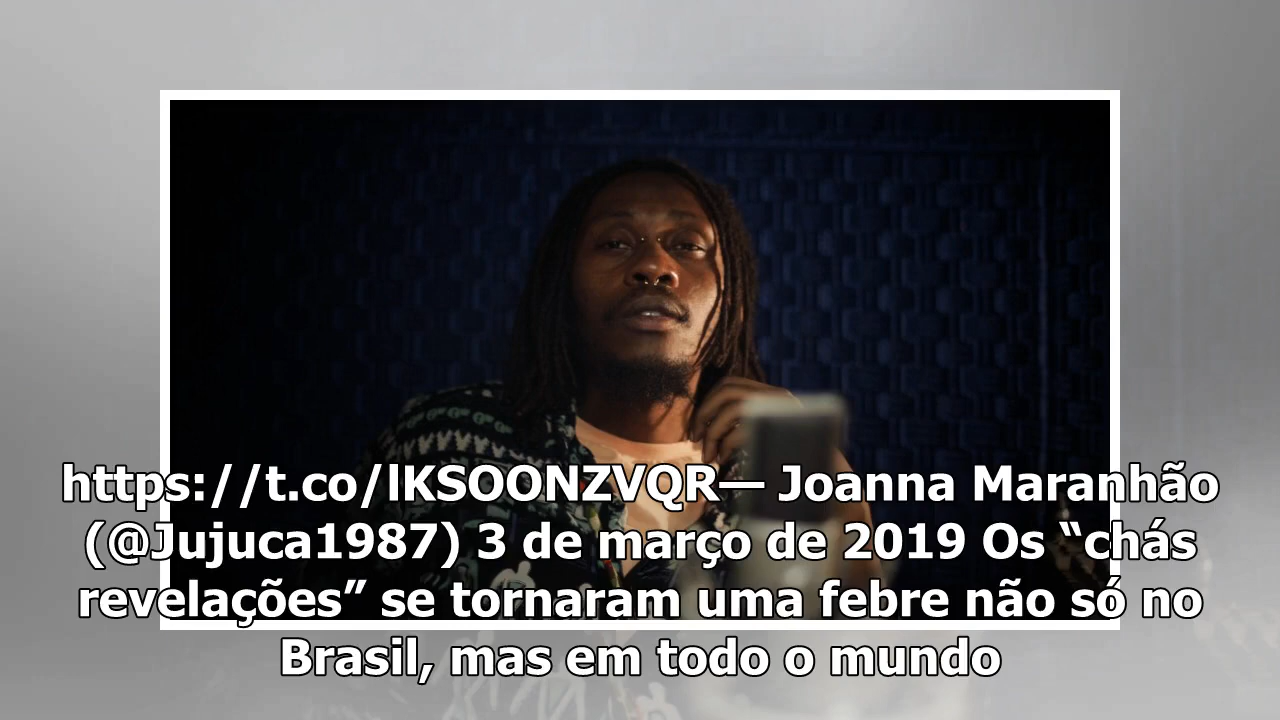 https://t.co/lKSOONZVQR— Joanna Maranhão
(@Jujuca1987) 3 de março de 2019 Os “chás
revelações” se tornaram uma febre não só no
Brasil, mas em todo o mundo